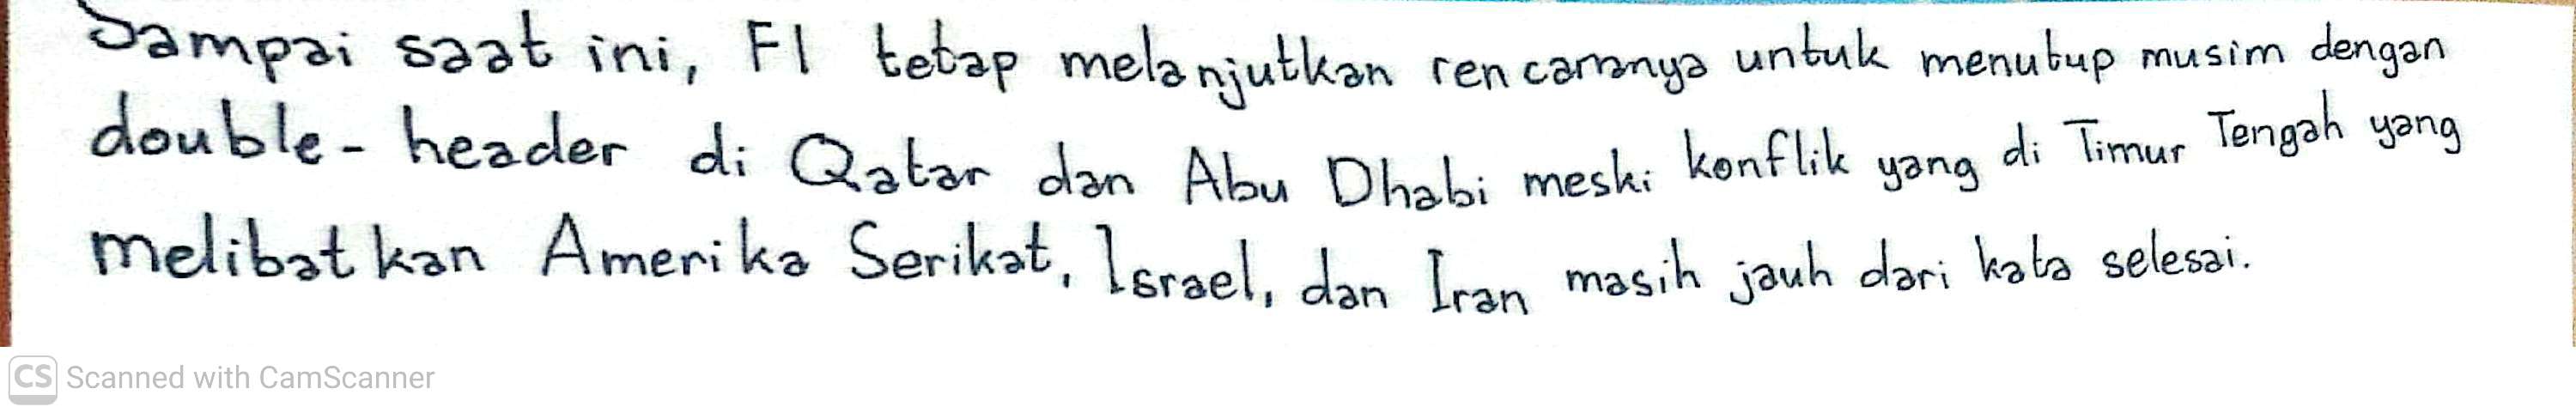 Sampai saat ini, F1 tetap melanjutkan rencananya untuk menutup musim dengan
double-header di Qatar dan Abu Dhabi meski konflik yang di Timur Tengah yang
melibatkan Amerika Serikat, Israel, dan Iran masih jauh dari kata selesai.
CS Scanned with CamScanner